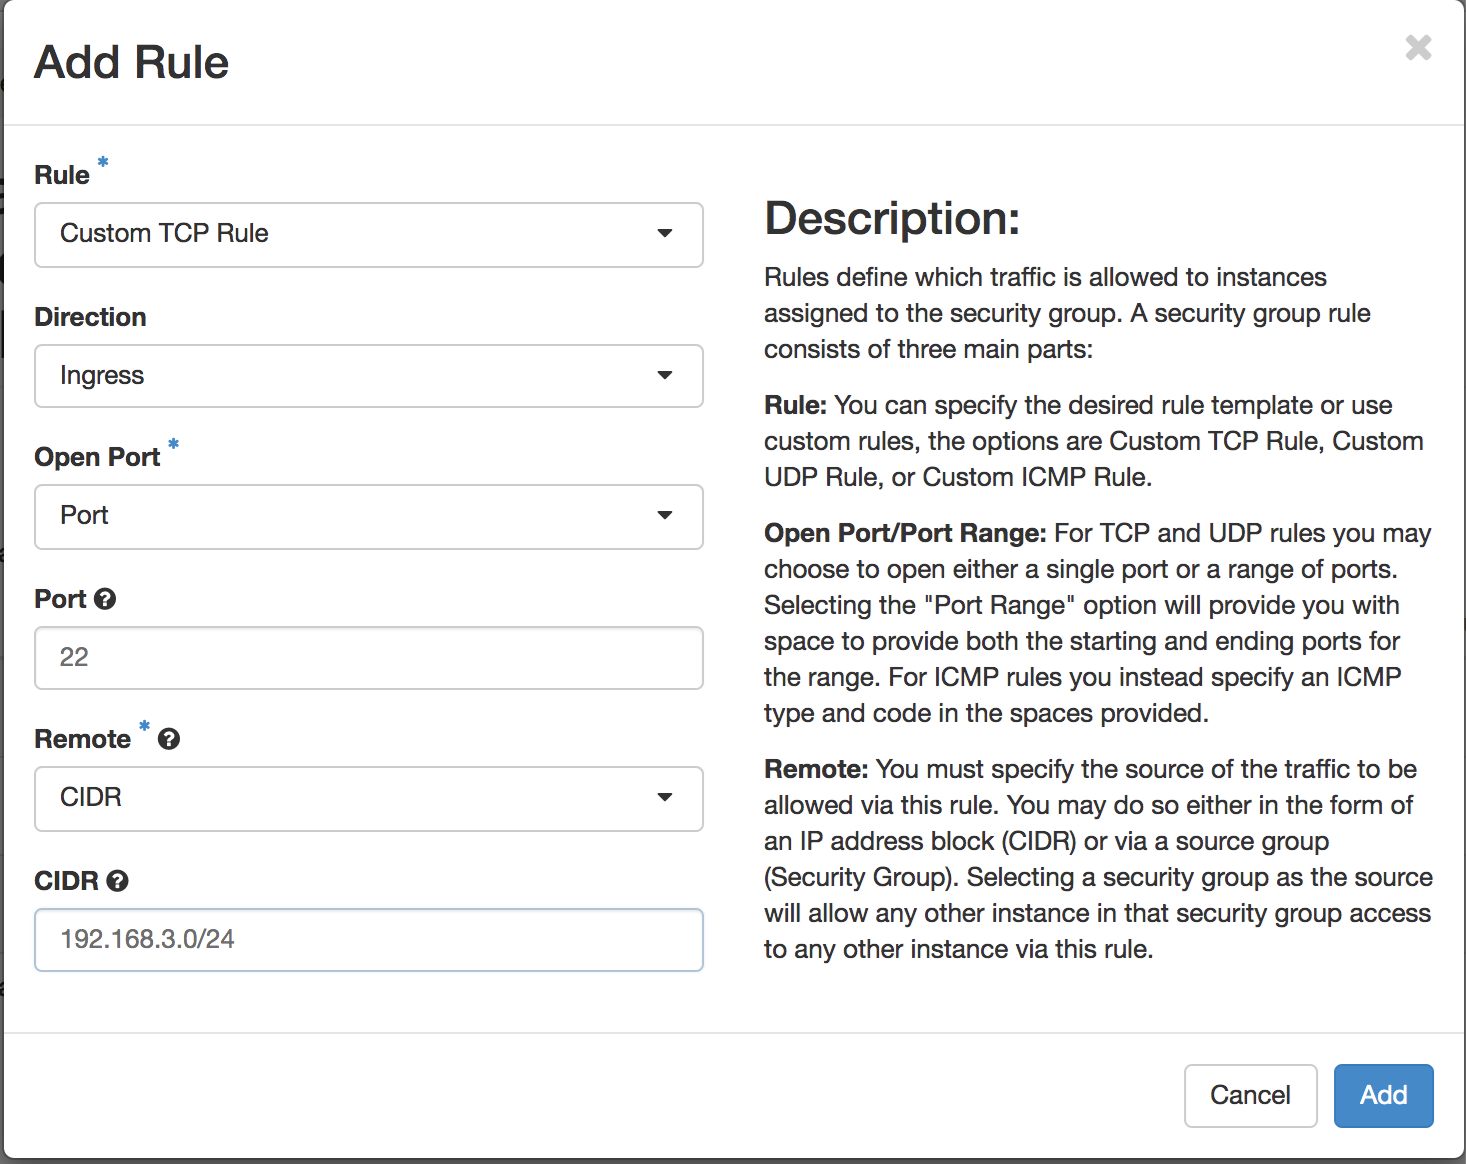 Add Rule
Rule *
Custom TCP Rule
Direction
Ingress
Open Port *
Port
Port
22
Remote *
CIDR
CIDR
192.168.3.0/24
Description:
Rules define which traffic is allowed to instances
assigned to the security group. A security group rule
consists of three main parts:
Rule: You can specify the desired rule template or use
custom rules, the options are Custom TCP Rule, Custom
UDP Rule, or Custom ICMP Rule.
Open Port/Port Range: For TCP and UDP rules you may
choose to open either a single port or a range of ports.
Selecting the "Port Range" option will provide you with
space to provide both the starting and ending ports for
the range. For ICMP rules you instead specify an ICMP
type and code in the spaces provided.
Remote: You must specify the source of the traffic to be
allowed via this rule. You may do so either in the form of
an IP address block (CIDR) or via a source group
(Security Group). Selecting a security group as the source
will allow any other instance in that security group access
to any other instance via this rule.
Cancel
Add